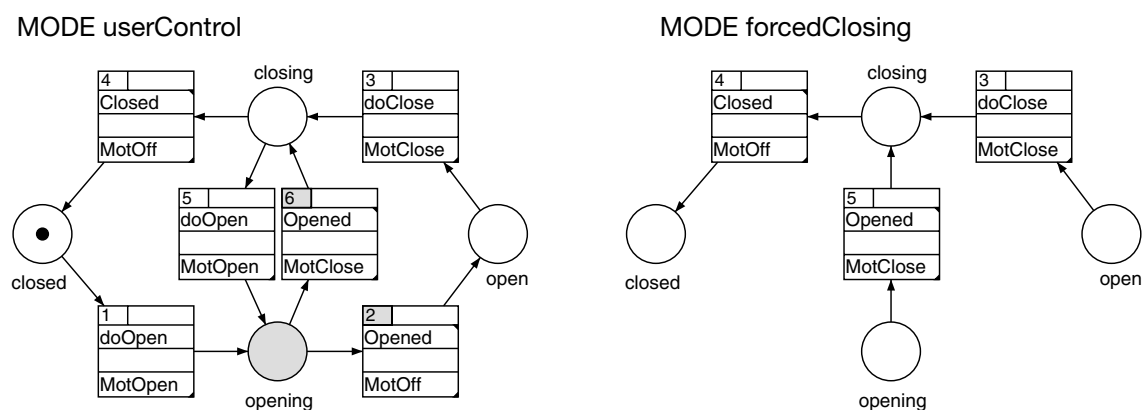 MODE userControl
MODE forcedClosing
closing
4
Closed
MotOff
3
doClose
MotClose
5
doOpen
MotOpen
6
Opened
MotClose
closed
open
1
doOpen
MotOpen
2
Opened
MotOff
opening
closing
4
Closed
MotOff
3
doClose
MotClose
5
Opened
MotClose
closed
open
opening